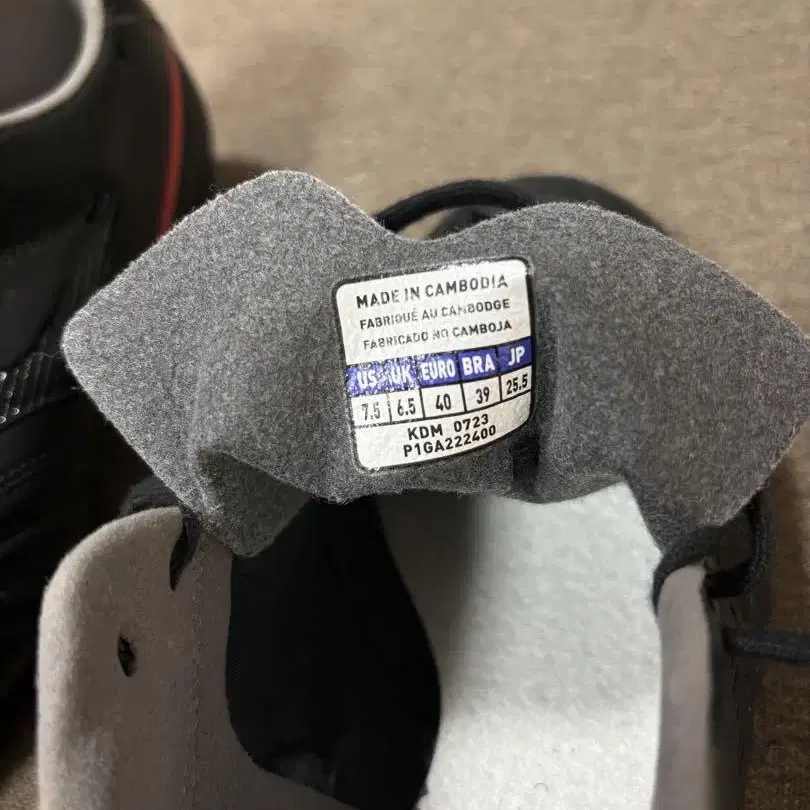 MADE IN CAMBODIA
FABRIQUÉ AU CAMBODGE
FABRICADO NO CAMBOJA
US UK EURO BRA JP
7.5 6.5 40 39 25.5
KDM 0723
P1GA222400